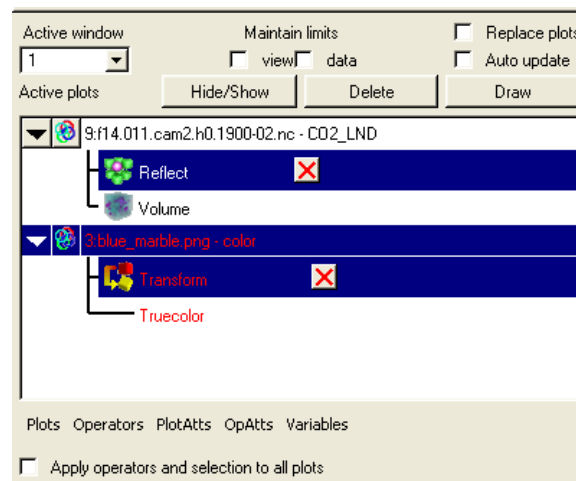 Active window Maintain limits Replace plots
1 view data Auto update
Active plots Hide/Show Delete Draw
9:f14.011.cam2.h0.1900-02.nc - CO2_LND
Reflect
Volume
3:blue_marble.png - color
Transform
Truecolor
Plots Operators PlotAtts OpAtts Variables
Apply operators and selection to all plots